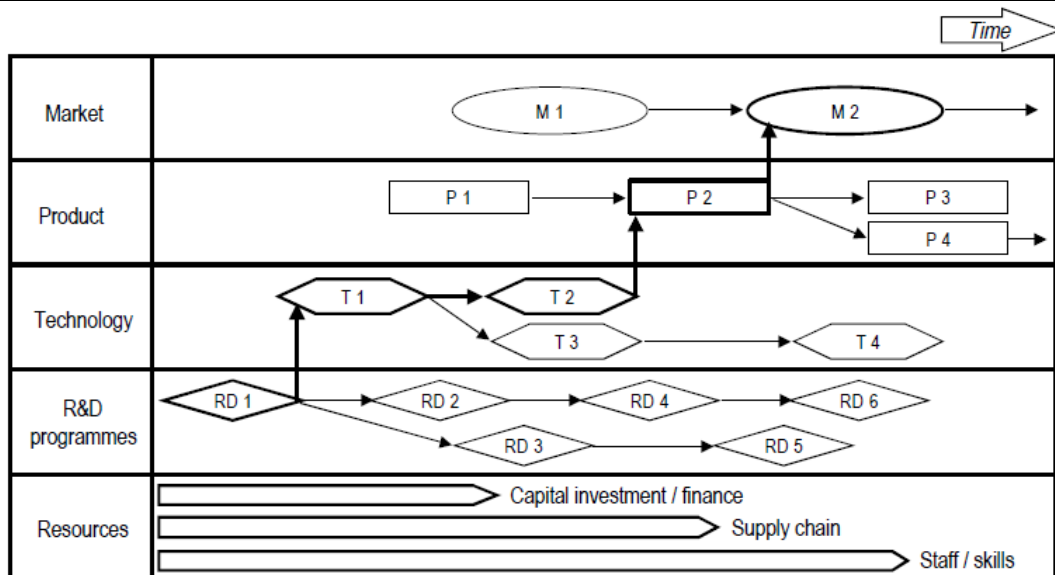 Time
Market
M 1
M 2
Product
P 1
P 2
P 3
P 4
Technology
T 1
T 2
T 3
T 4
R&D
programmes
RD 1
RD 2
RD 4
RD 6
RD 3
RD 5
Resources
Capital investment / finance
Supply chain
Staff / skills